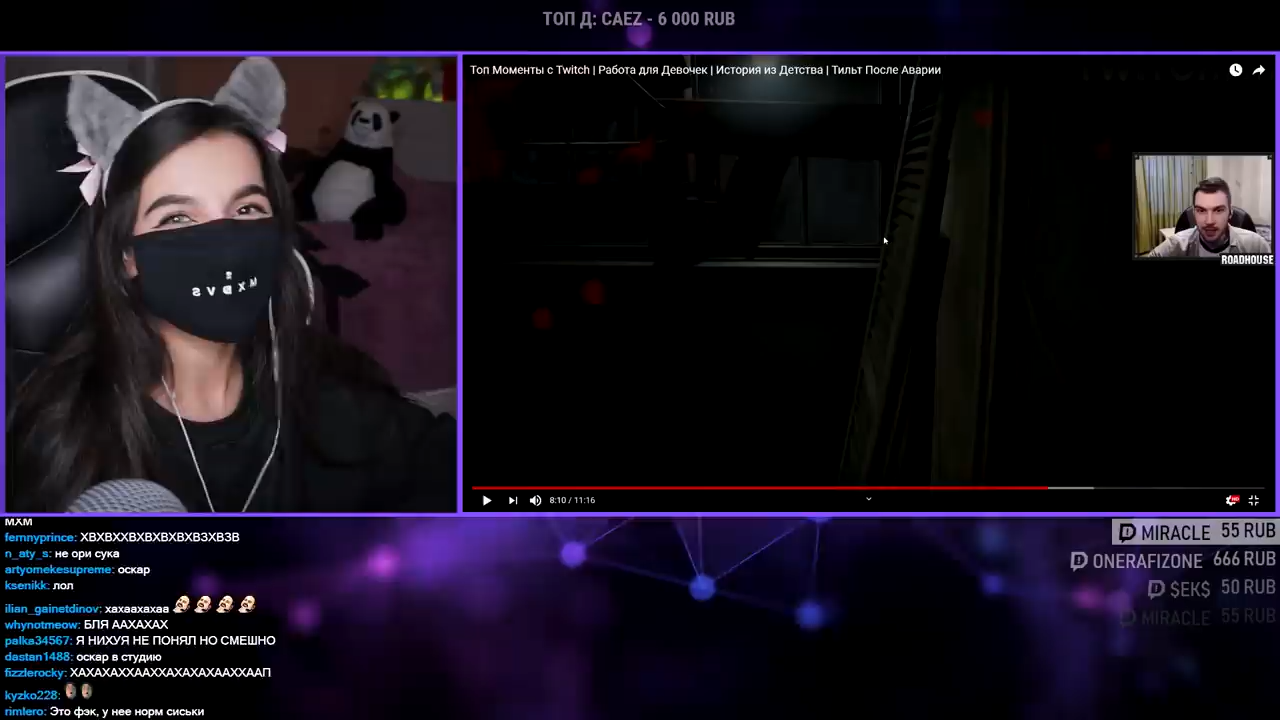 ТОП Д: CAEZ - 6 000 RUB
Топ Моменты с Twitch | Работа для Девочек | История из Детства | Тильт После Аварии
ROADHOUSE
8:10 / 11:16
МХМ
fernnyprince: ХВХВХХВХВХВХВХВЗХВЗВ
n_aty_s: не ори сука
artyomekesupreme: оскар
ksenikk: лол
ilian_gainetdinov: хахаахахаа
whynotmeow: БЛЯ ААХАХАХ
palka34567: Я НИХУЯ НЕ ПОНЯЛ НО СМЕШНО
dastan1488: оскар в студию
fizzlerocky: ХАХАХАХХААХХАХАХАХААХХААП
kyzko228:
rimlero: Это фэк, у нее норм сиськи
MIRACLE 55 RUB
ONERAFIZONE 666 RUB
$EK$ 50 RUB
MIRACLE 55 RUB